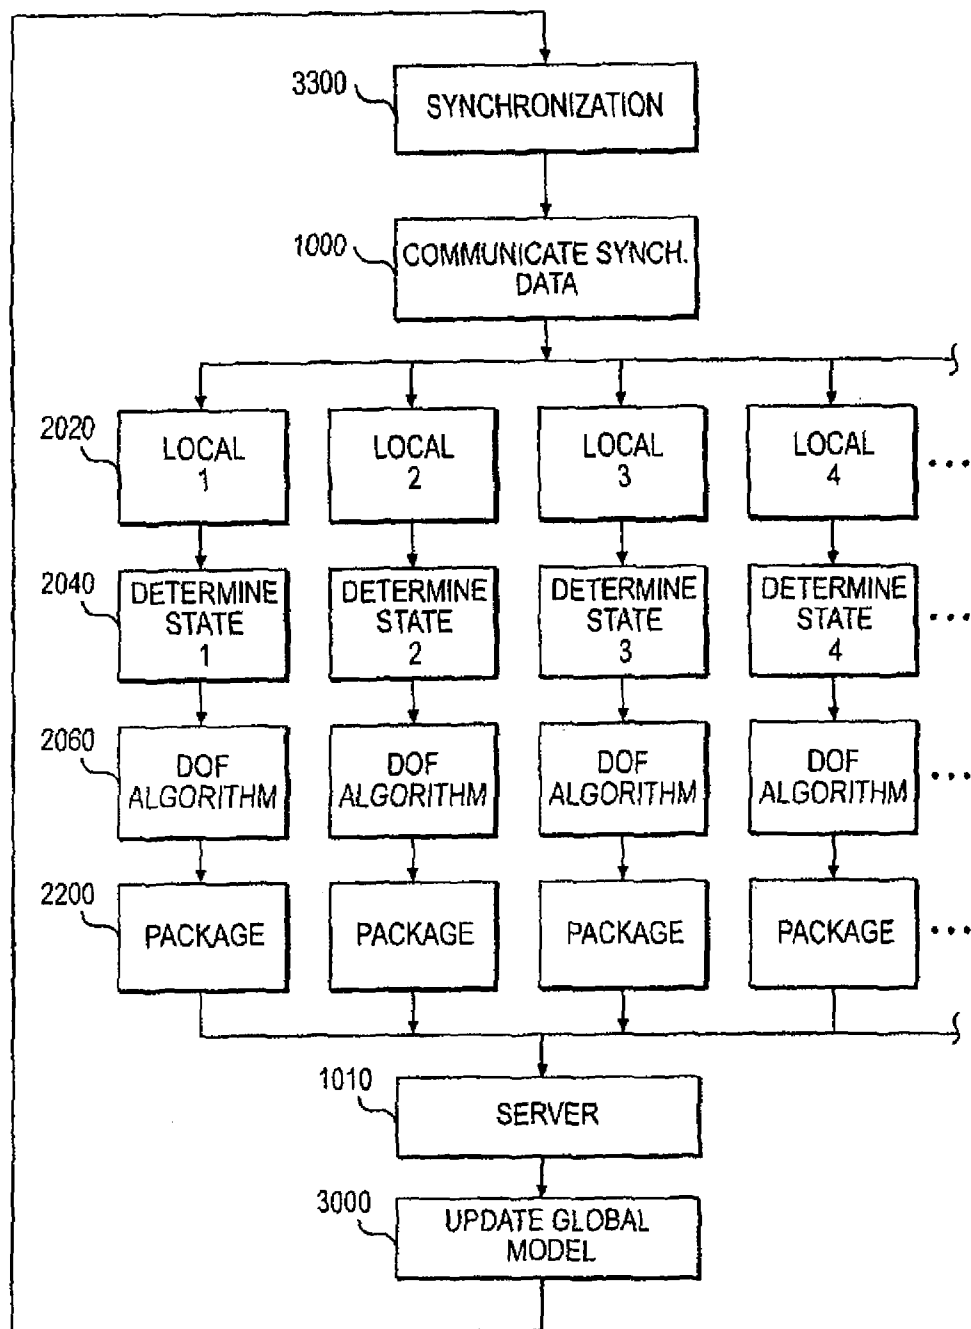 3300
SYNCHRONIZATION
1000
COMMUNICATE SYNCH.
DATA
2020
LOCAL
1
LOCAL
2
LOCAL
3
LOCAL
4
...
2040
DETERMINE
STATE
1
DETERMINE
STATE
2
DETERMINE
STATE
3
DETERMINE
STATE
4
...
2060
DOF
ALGORITHM
DOF
ALGORITHM
DOF
ALGORITHM
DOF
ALGORITHM
...
2200
PACKAGE
PACKAGE
PACKAGE
PACKAGE
...
1010
SERVER
3000
UPDATE GLOBAL
MODEL